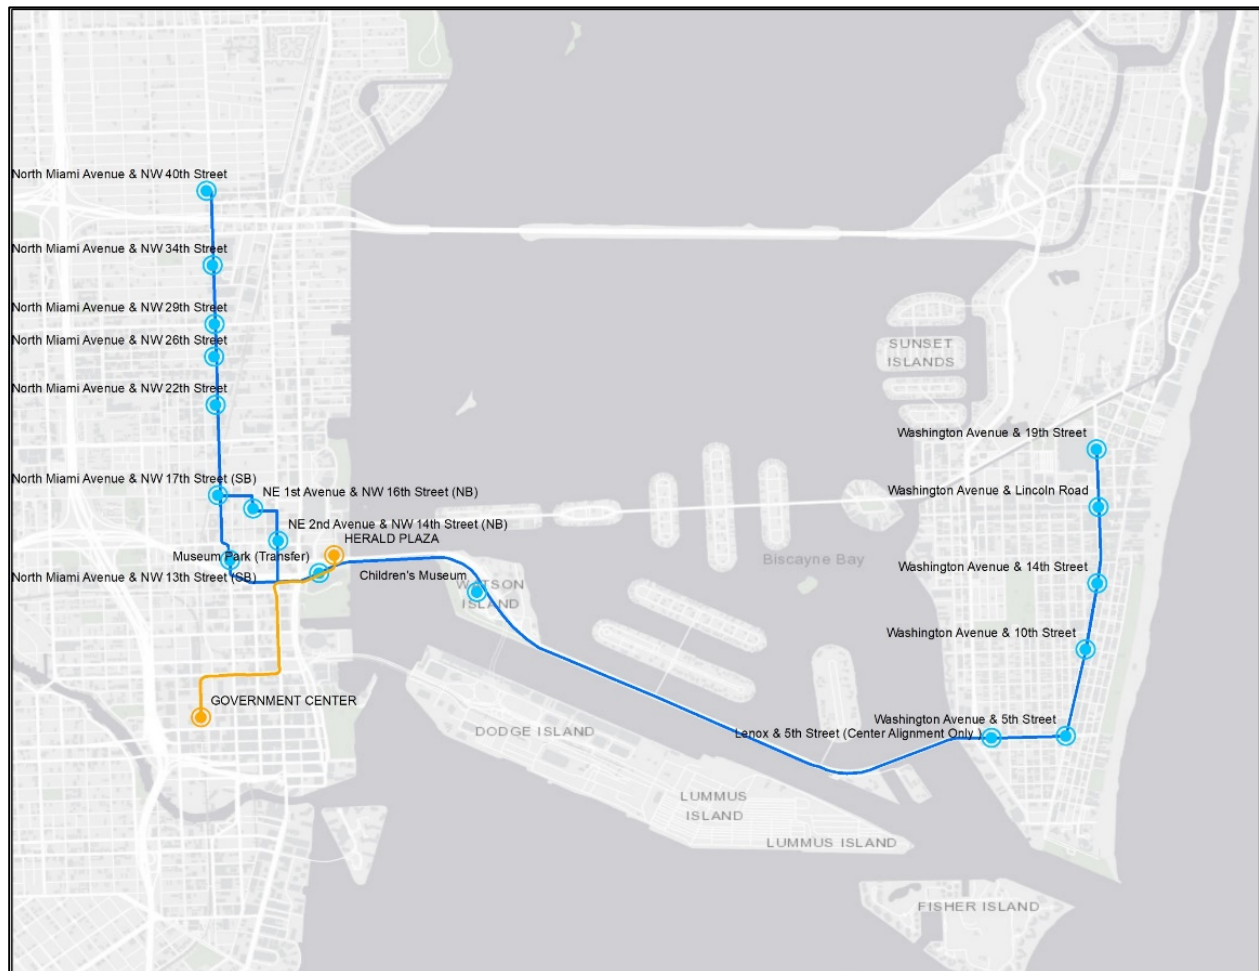 North Miami Avenue & NW 40th Street
North Miami Avenue & NW 34th Street
North Miami Avenue & NW 29th Street
North Miami Avenue & NW 26th Street
North Miami Avenue & NW 22th Street
North Miami Avenue & NW 17th Street (SB)
NE 1st Avenue & NW 16th Street (NB)
NE 2nd Avenue & NW 14th Street (NB)
HERALD PLAZA
Museum Park (Transfer)
North Miami Avenue & NW 13th Street (SB)
Children's Museum
WATSON
ISLAND
GOVERNMENT CENTER
SUNSET
ISLANDS
Washington Avenue & 19th Street
Washington Avenue & Lincoln Road
Biscayne Bay
Washington Avenue & 14th Street
Washington Avenue & 10th Street
Washington Avenue & 5th Street
Lenox & 5th Street (Center Alignment Only )
DODGE ISLAND
LUMMUS
ISLAND
LUMMUS ISLAND
FISHER ISLAND